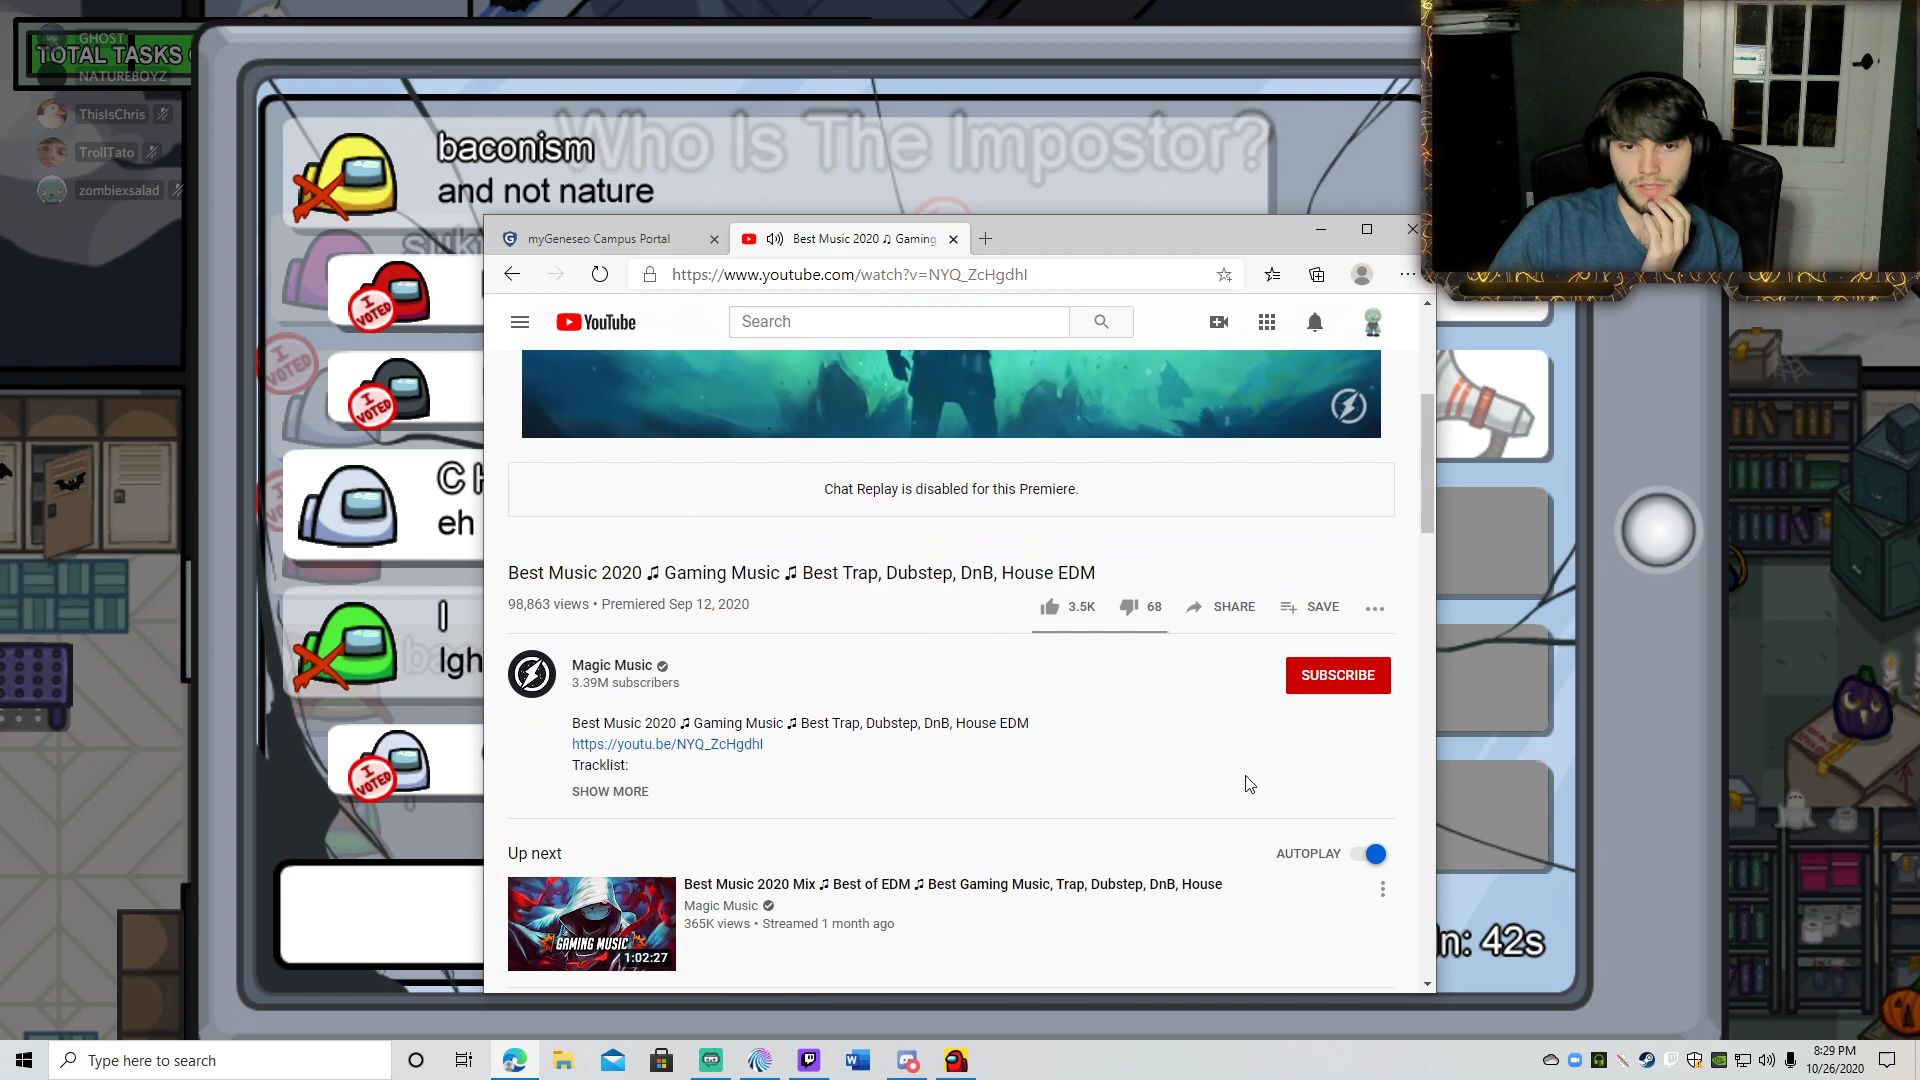 GHOST
TOTAL TASKS
NATUREBOYZ
ThisIsChris
TrollTato
zombiexsalad
Who Is The Impostor?
baconism
and not nature
I VOTED
I VOTED
I VOTED
C H
eh
I
Igh
I VOTED
In: 42s
myGeneseo Campus Portal
Best Music 2020 ♫ Gaming
https://www.youtube.com/watch?v=NYQ_ZcHgdhI
YouTube
Search
Chat Replay is disabled for this Premiere.
Best Music 2020 ♫ Gaming Music ♫ Best Trap, Dubstep, DnB, House EDM
98,863 views • Premiered Sep 12, 2020
3.5K
68
SHARE
SAVE
Magic Music
3.39M subscribers
SUBSCRIBE
Best Music 2020 ♫ Gaming Music ♫ Best Trap, Dubstep, DnB, House EDM
https://youtu.be/NYQ_ZcHgdhI
Tracklist:
SHOW MORE
Up next
AUTOPLAY
GAMING MUSIC
1:02:27
Best Music 2020 Mix ♫ Best of EDM ♫ Best Gaming Music, Trap, Dubstep, DnB, House
Magic Music
365K views • Streamed 1 month ago
Type here to search
8:29 PM
10/26/2020